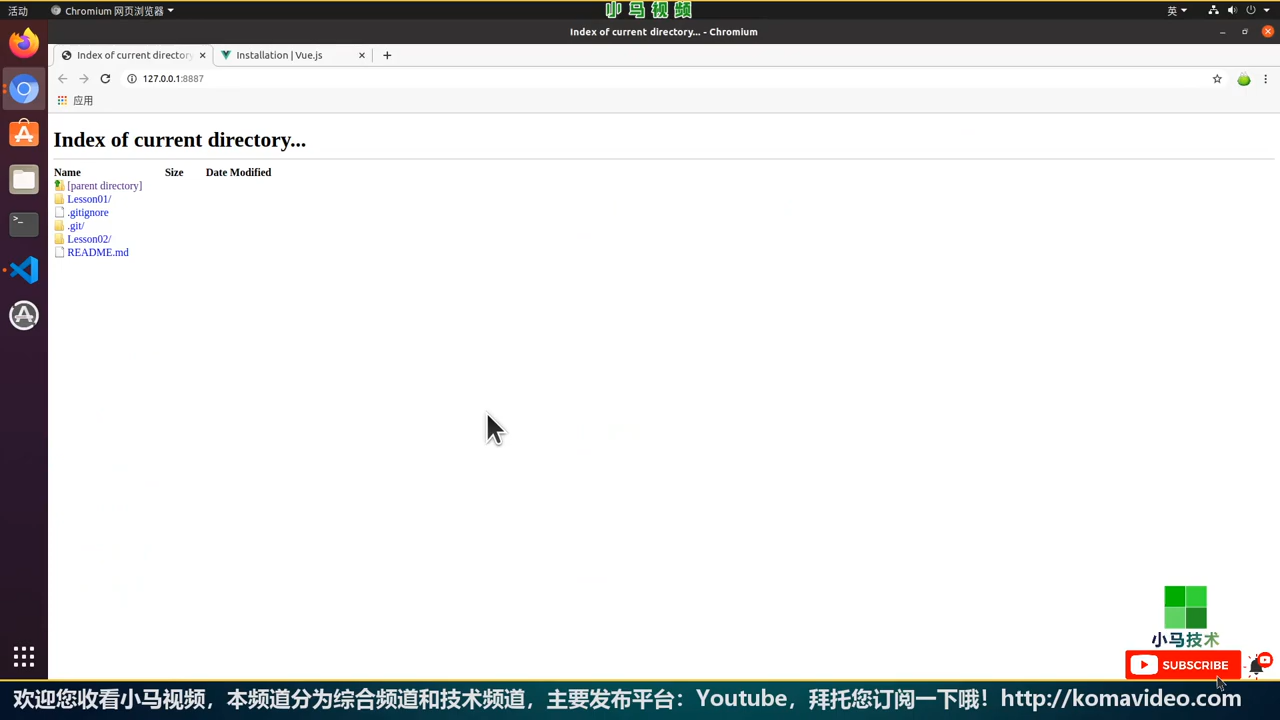 活动
Chromium 网页浏览器
小马视频
英
Index of current directory... - Chromium
Index of current directory
Installation | Vue.js
127.0.0.1:8887
应用
Index of current directory...
Name Size Date Modified
[parent directory]
Lesson01/
.gitignore
.git/
Lesson02/
README.md
小马技术
SUBSCRIBE
欢迎您收看小马视频，本频道分为综合频道和技术频道，主要发布平台：Youtube，拜托您订阅一下哦！http://komavideo.com